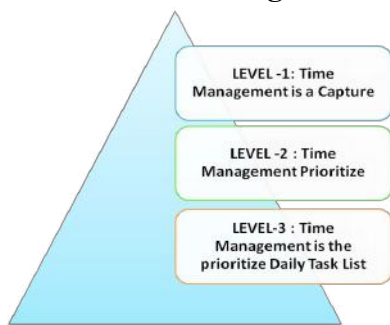 LEVEL -1: Time
Management is a Capture
LEVEL -2 : Time
Management Prioritize
LEVEL-3 : Time
Management is the
prioritize Daily Task List